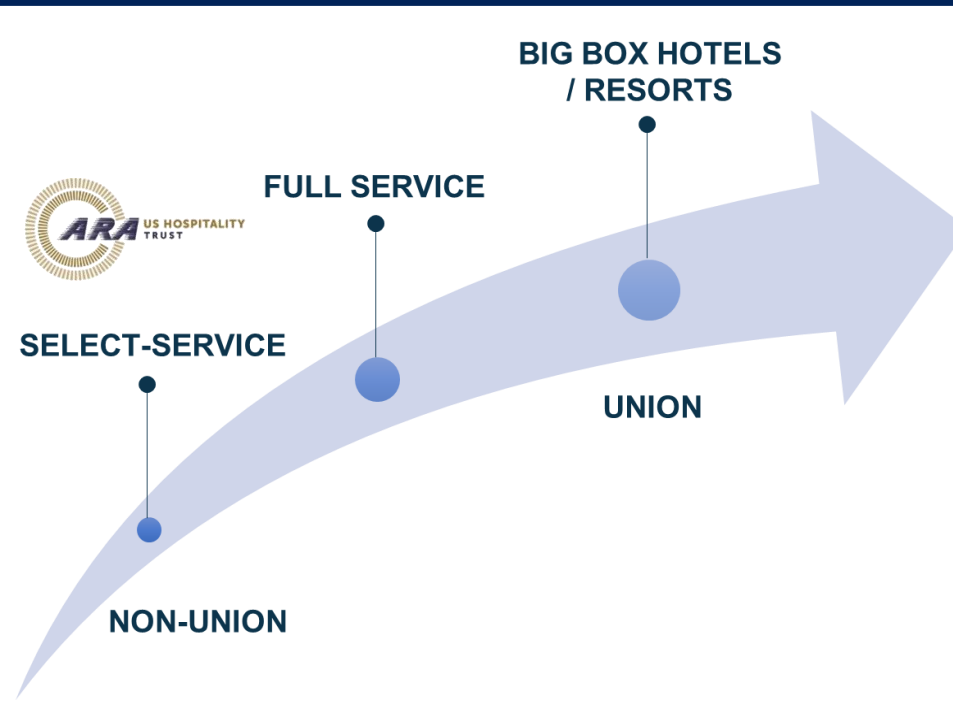 BIG BOX HOTELS
/ RESORTS
FULL SERVICE
ARA US HOSPITALITY
TRUST
SELECT-SERVICE
UNION
NON-UNION